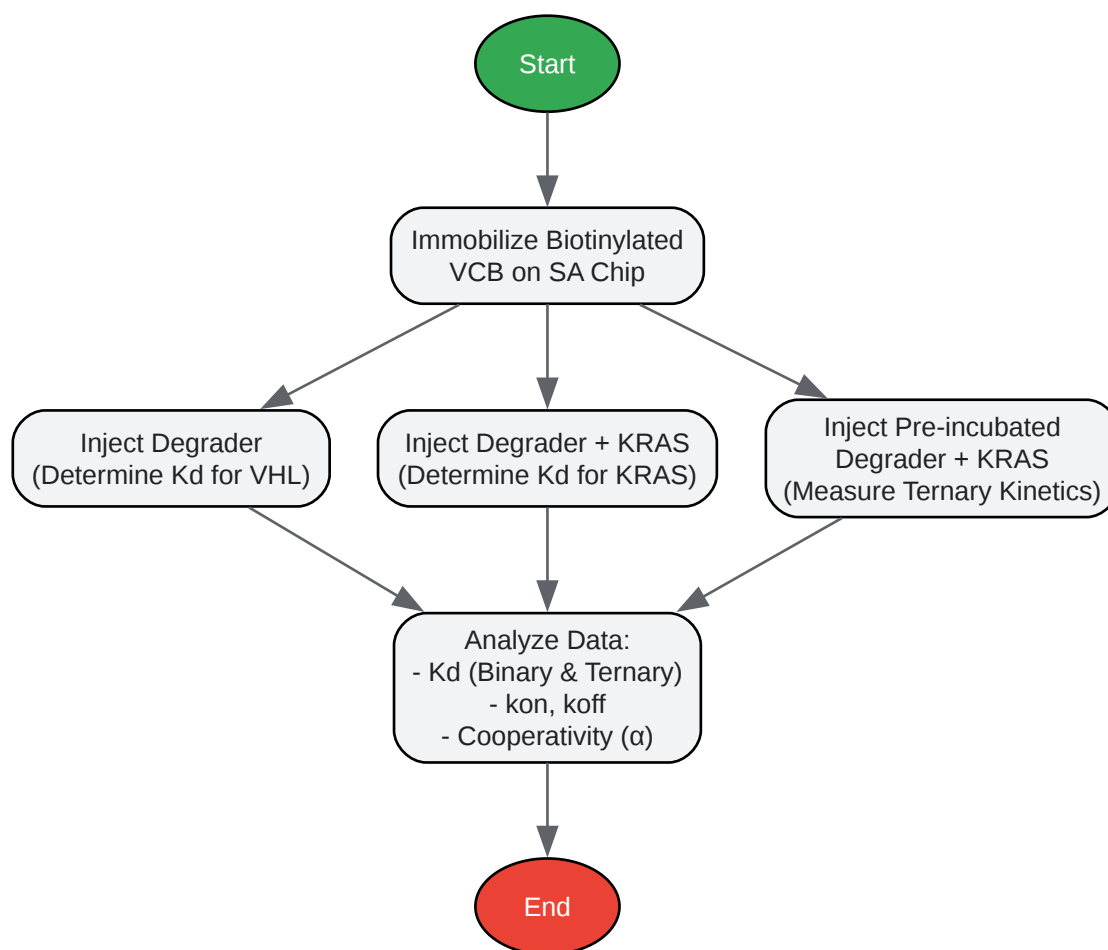 Start
Immobilize Biotinylated
VCB on SA Chip
Inject Degrader
(Determine Kd for VHL)
Inject Degrader + KRAS
(Determine Kd for KRAS)
Inject Pre-incubated
Degrader + KRAS
(Measure Ternary Kinetics)
Analyze Data:
- Kd (Binary & Ternary)
- kon, koff
- Cooperativity (α)
End